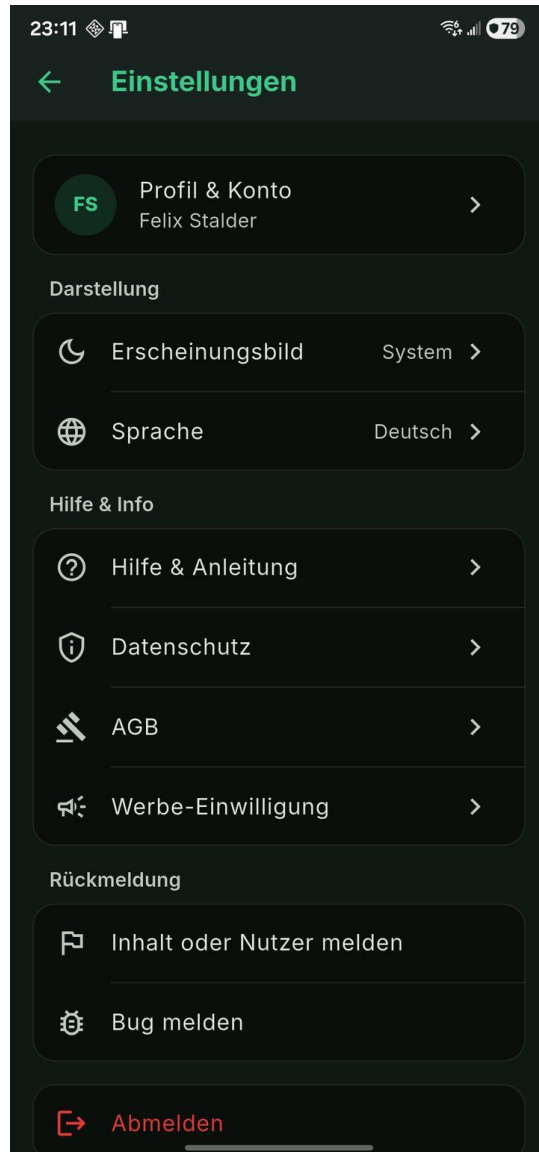 23:11
79
Einstellungen
FS
Profil & Konto
Felix Stalder
Darstellung
Erscheinungsbild System
Sprache Deutsch
Hilfe & Info
Hilfe & Anleitung
Datenschutz
AGB
Werbe-Einwilligung
Rückmeldung
Inhalt oder Nutzer melden
Bug melden
Abmelden